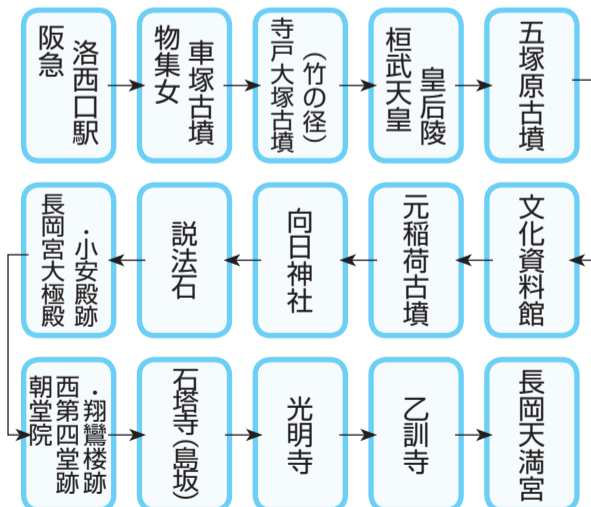 阪急
洛西口駅
物集女
車塚古墳
寺戸大塚古墳
（竹の径）
桓武天皇
皇后陵
五塚原古墳
文化資料館
元稲荷古墳
向日神社
説法石
長岡宮大極殿
・小安殿跡
朝堂院
西第四堂跡
・翔鸞楼跡
石塔寺（島坂）
光明寺
乙訓寺
長岡天満宮